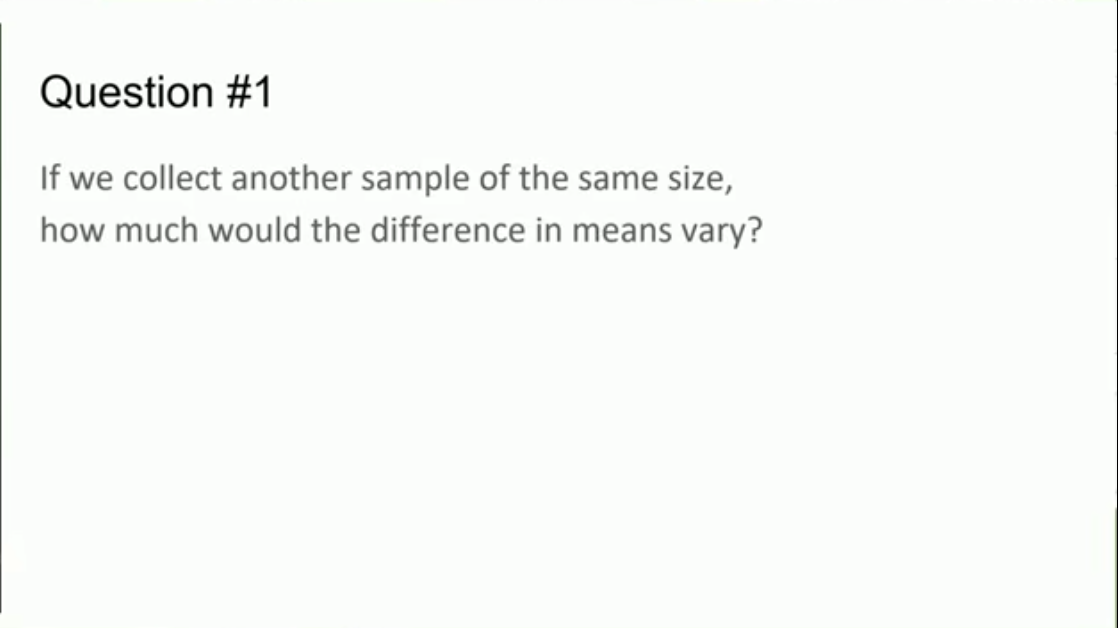 Question #1
If we collect another sample of the same size,
how much would the difference in means vary?